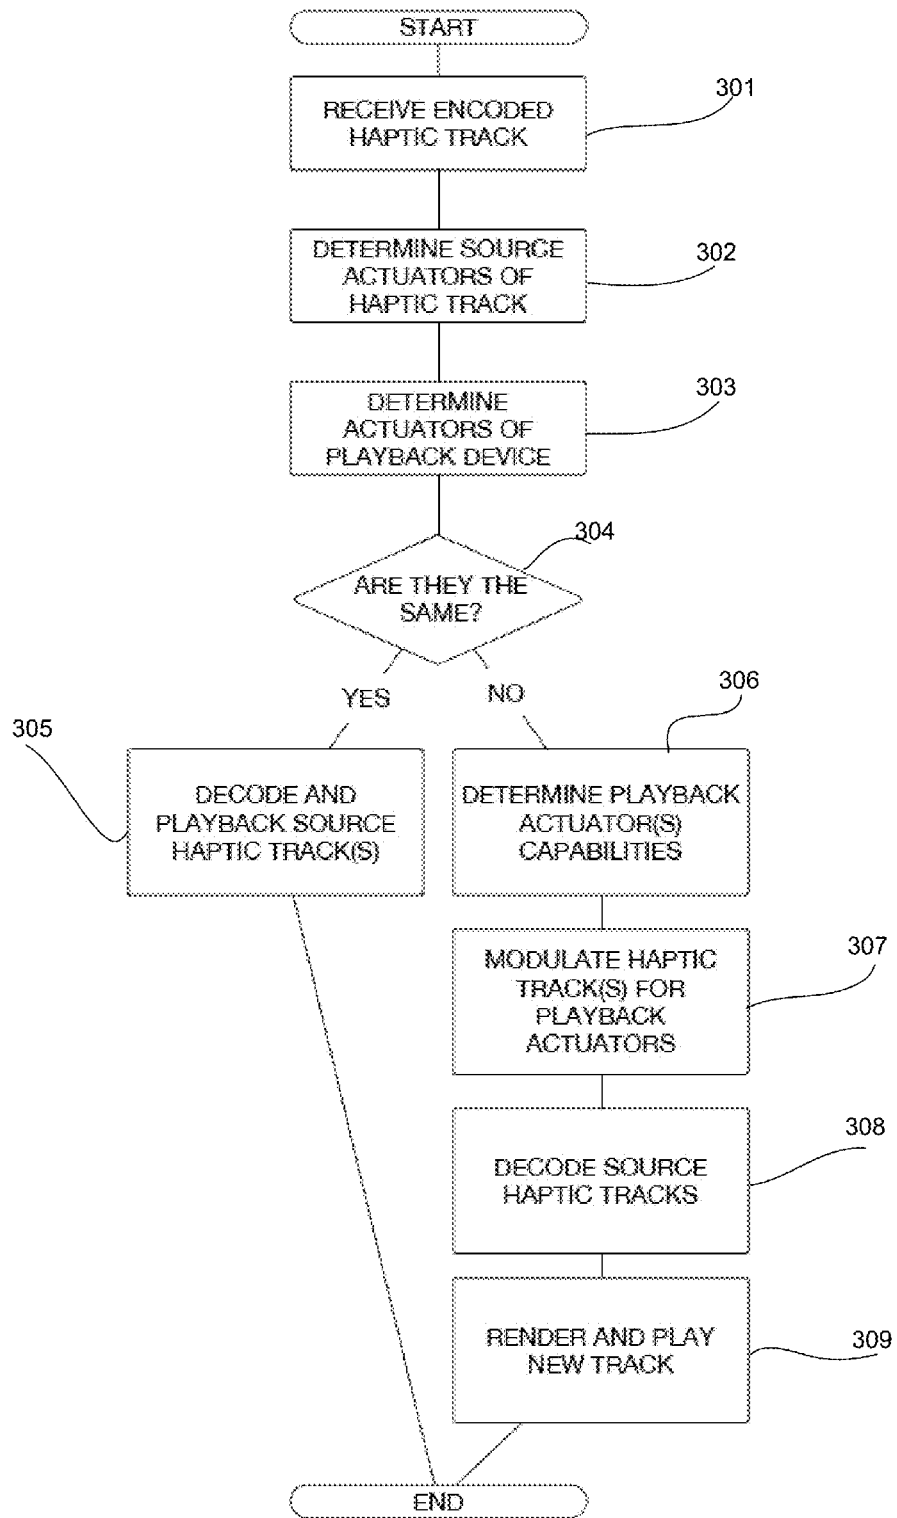 START
301
RECEIVE ENCODED
HAPTIC TRACK
302
DETERMINE SOURCE
ACTUATORS OF
HAPTIC TRACK
303
DETERMINE
ACTUATORS OF
PLAYBACK DEVICE
304
ARE THEY THE
SAME?
YES
NO
305
DECODE AND
PLAYBACK SOURCE
HAPTIC TRACK(S)
306
DETERMINE PLAYBACK
ACTUATOR(S)
CAPABILITIES
307
MODULATE HAPTIC
TRACK(S) FOR
PLAYBACK
ACTUATORS
308
DECODE SOURCE
HAPTIC TRACKS
309
RENDER AND PLAY
NEW TRACK
END